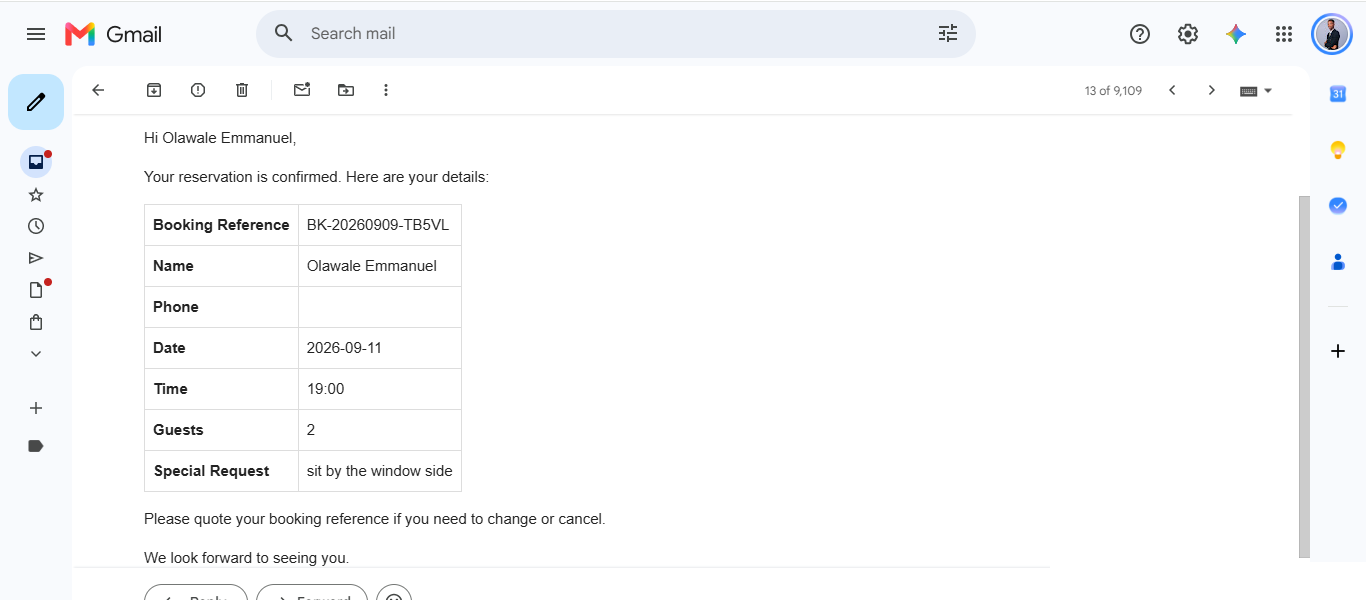 Gmail
Search mail
13 of 9,109
31
Hi Olawale Emmanuel,
Your reservation is confirmed. Here are your details:
Booking Reference BK-20260909-TB5VL
Name Olawale Emmanuel
Phone
Date 2026-09-11
Time 19:00
Guests 2
Special Request sit by the window side
Please quote your booking reference if you need to change or cancel.
We look forward to seeing you.
Reply Forward